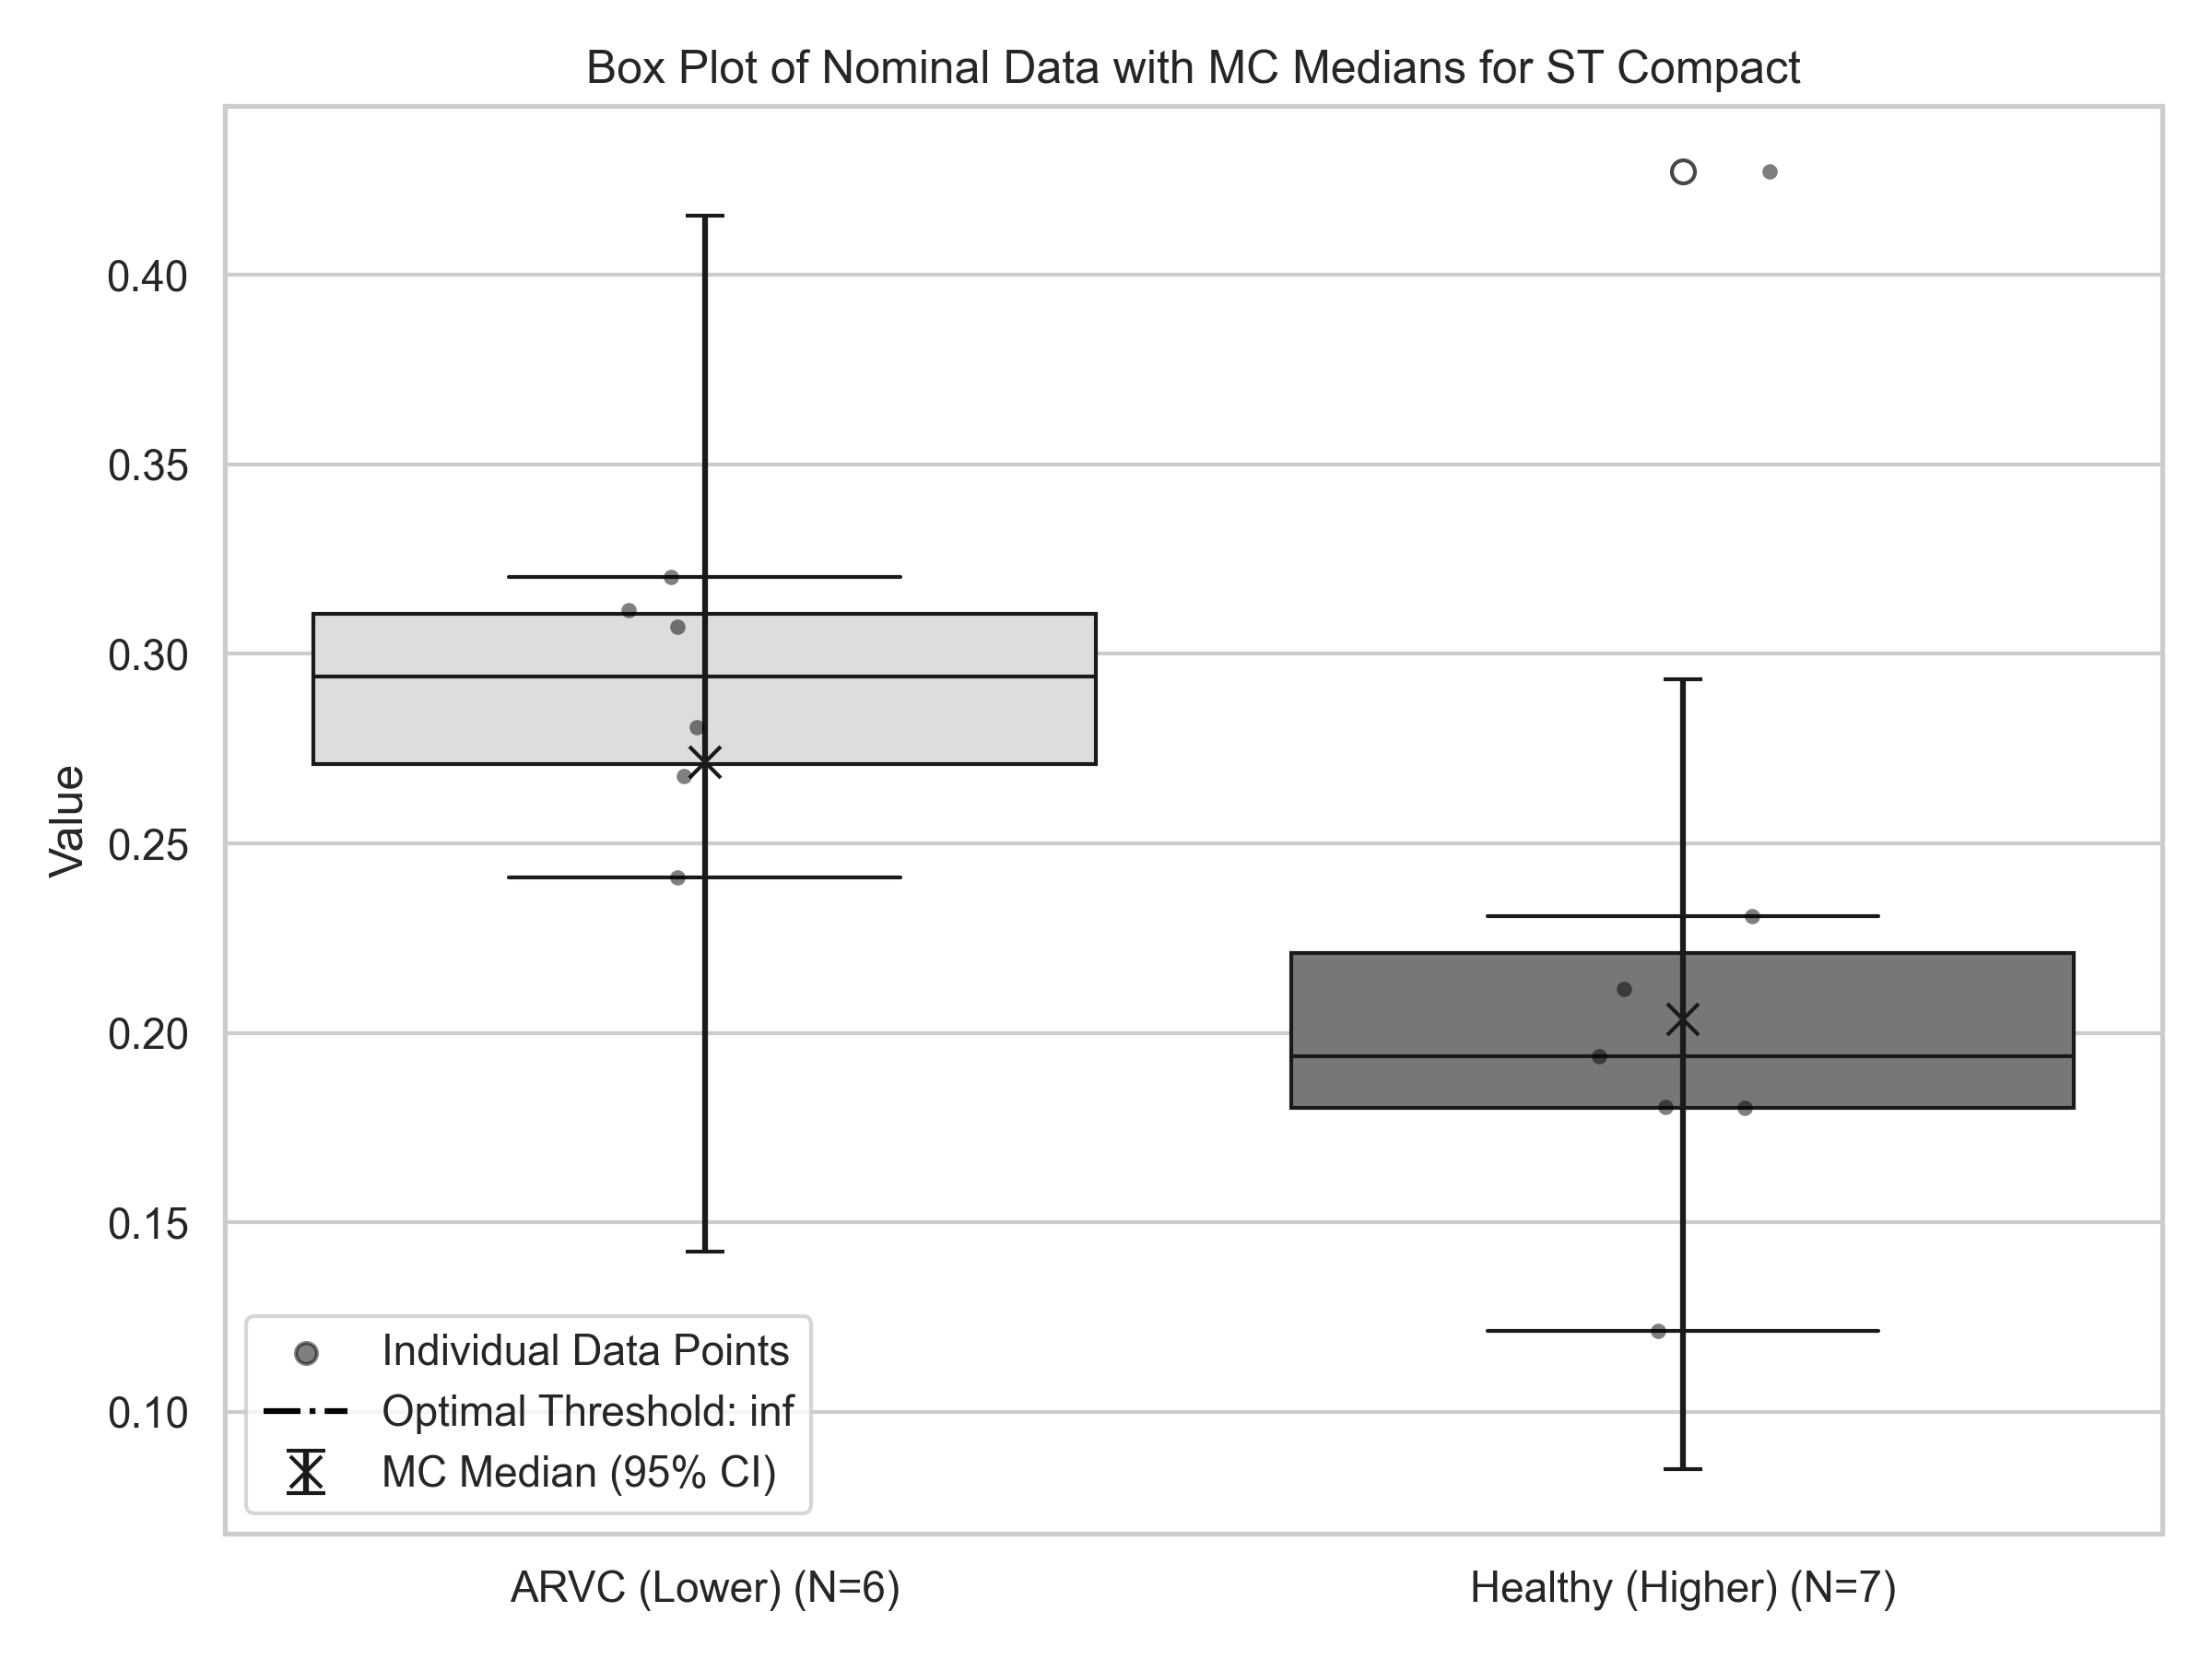 Box Plot of Nominal Data with MC Medians for ST Compact
Value
0.40
0.35
0.30
0.25
0.20
0.15
0.10
Individual Data Points
Optimal Threshold: inf
MC Median (95% CI)
ARVC (Lower) (N=6)
Healthy (Higher) (N=7)